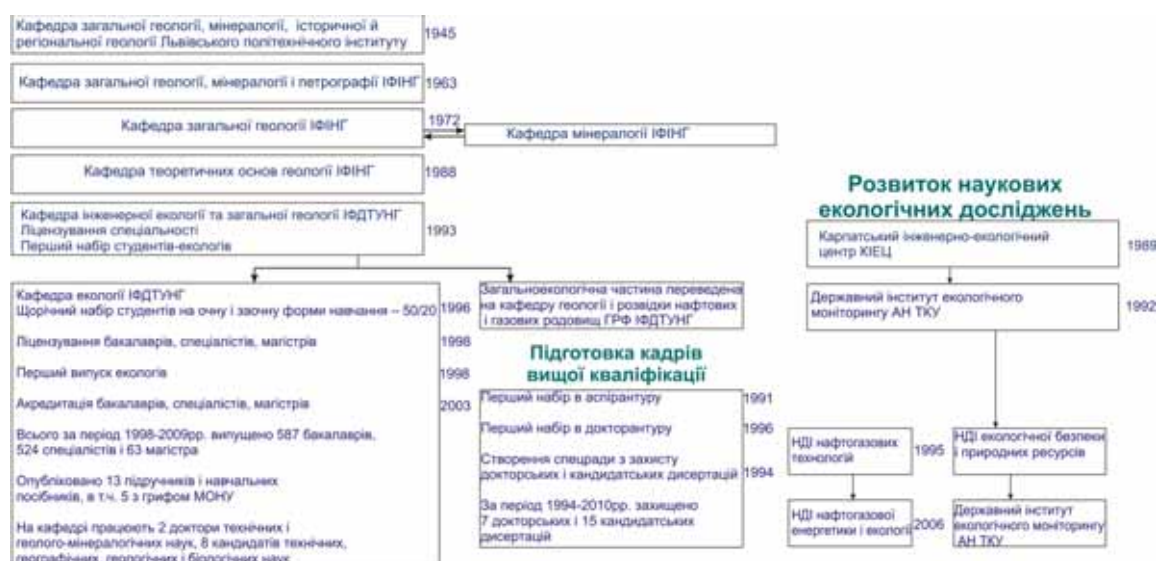 Кафедра загальної геології, мінералогії, історичної й
регіональної геології Львівського політехнічного інституту
1945
Кафедра загальної геології, мінералогії і петрографії ІФІНГ
1963
Кафедра загальної геології ІФІНГ
1972
Кафедра мінералогії ІФІНГ
Кафедра теоретичних основ геології ІФІНГ
1988
Кафедра інженерної екології та загальної геології ІФДТУНГ
Ліцензування спеціальності
Перший набір студентів-екологів
1993
Кафедра екології ІФДТУНГ
Щорічний набір студентів на очну і заочну форми навчання – 50/20
1996
Ліцензування бакалаврів, спеціалістів, магістрів
1998
Перший випуск екологів
1998
Акредитація бакалаврів, спеціалістів, магістрів
2003
Всього за період 1998-2009рр. випущено 587 бакалаврів,
524 спеціалістів і 63 магістра
Опубліковано 13 підручників і навчальних
посібників, в т.ч. 5 з грифом МОНУ
На кафедрі працюють 2 доктори технічних і
геолого-мінералогічних наук, 8 кандидатів технічних,
географічних, геологічних і біологічних наук
Загальноекологічна частина переведена
на кафедру геології і розвідки нафтових
і газових родовищ ГРФ ІФДТУНГ
Підготовка кадрів
вищої кваліфікації
Перший набір в аспірантуру
1991
Перший набір в докторантуру
1996
Створення спецради з захисту
докторських і кандидатських дисертацій
1994
За період 1994-2010рр. захищено
7 докторських і 15 кандидатських
дисертацій
Розвиток наукових
екологічних досліджень
Карпатський інженерно-екологічний
центр КІЕЦ
1989
Державний інститут екологічного
моніторингу АН ТКУ
1992
НДІ нафтогазових
технологій
1995
НДІ екологічної безпеки
і природних ресурсів
НДІ нафтогазової
енергетики і екології
2006
Державний інститут
екологічного моніторингу
АН ТКУ